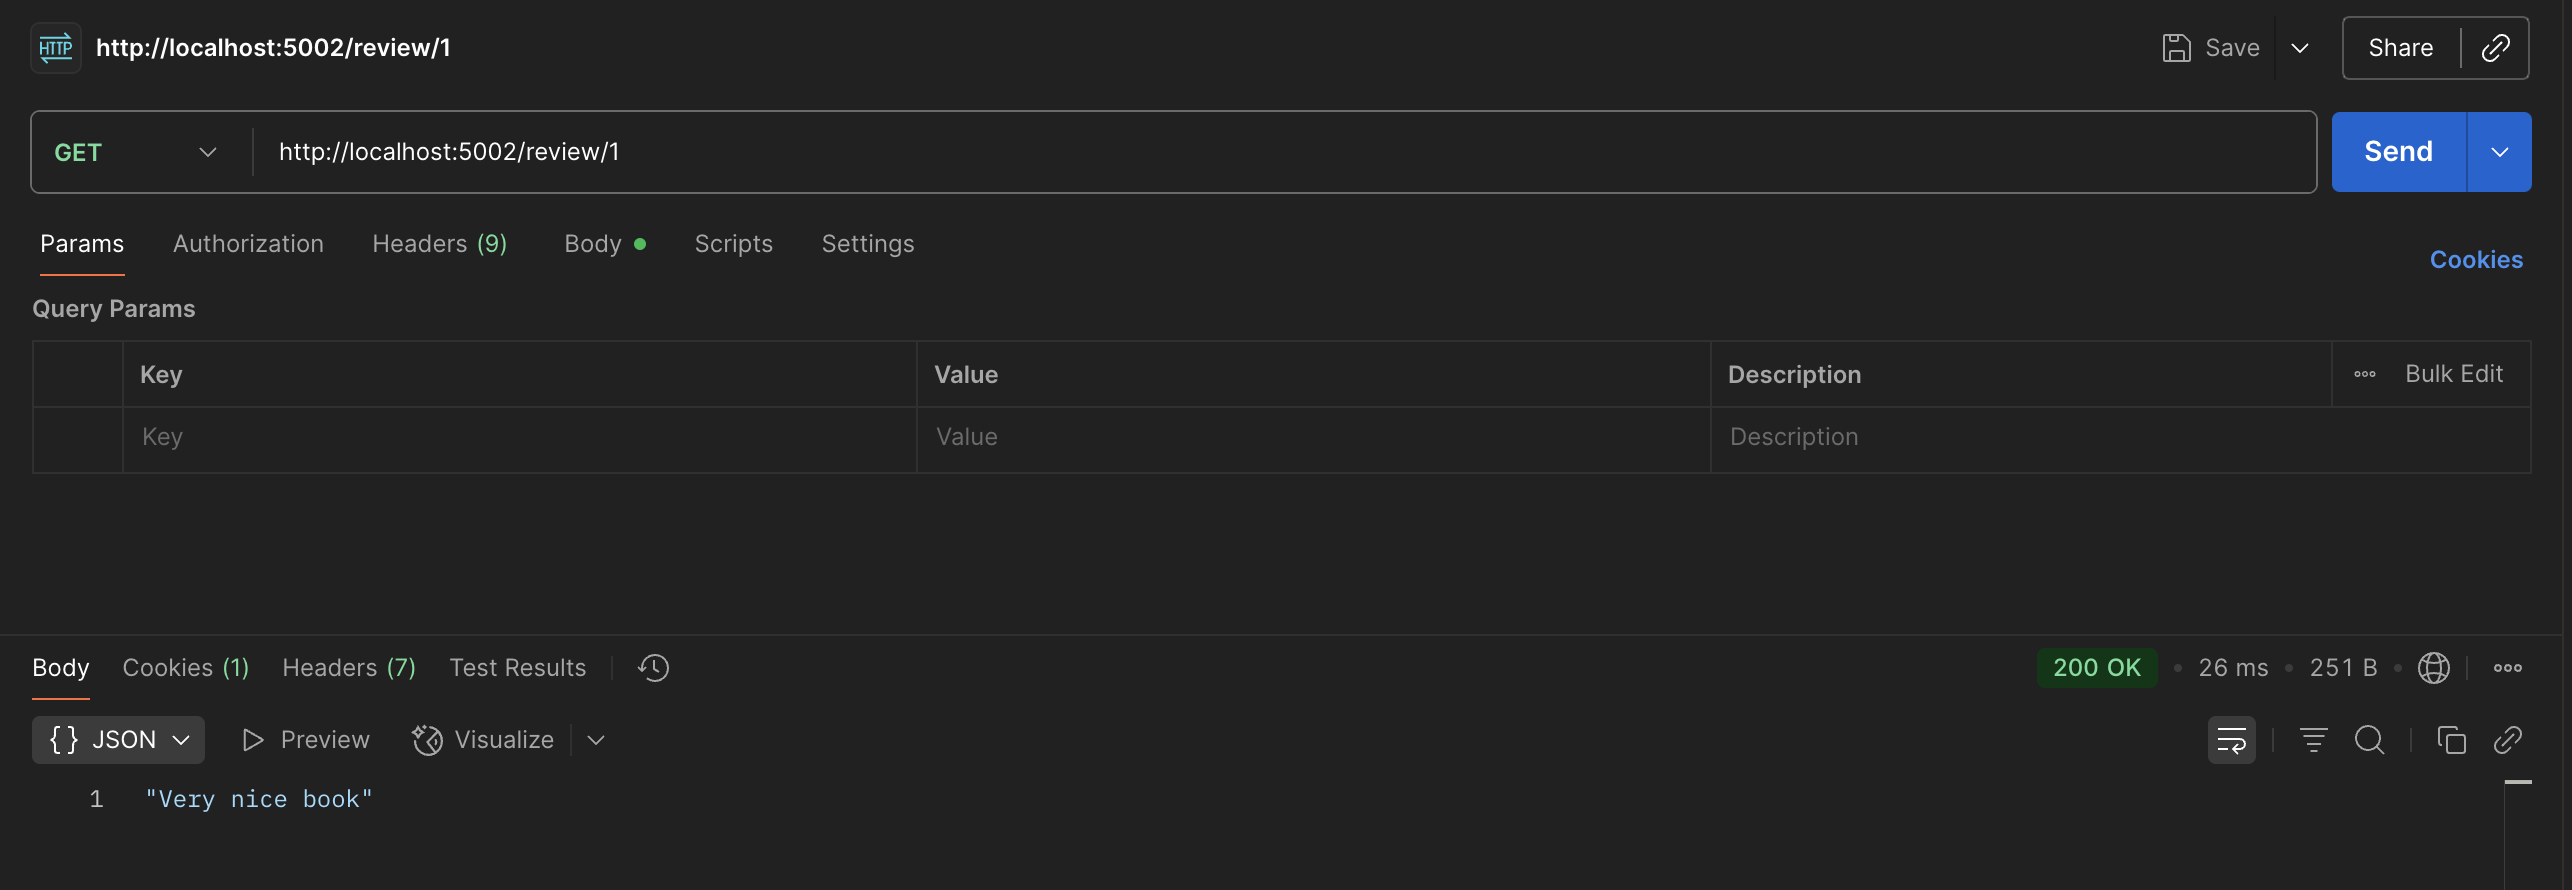 HTTP http://localhost:5002/review/1 Save Share
GET http://localhost:5002/review/1 Send
Params Authorization Headers (9) Body Scripts Settings Cookies
Query Params
Key Value Description Bulk Edit
Key Value Description
Body Cookies (1) Headers (7) Test Results 200 OK 26 ms 251 B
{} JSON Preview Visualize
1 "Very nice book"